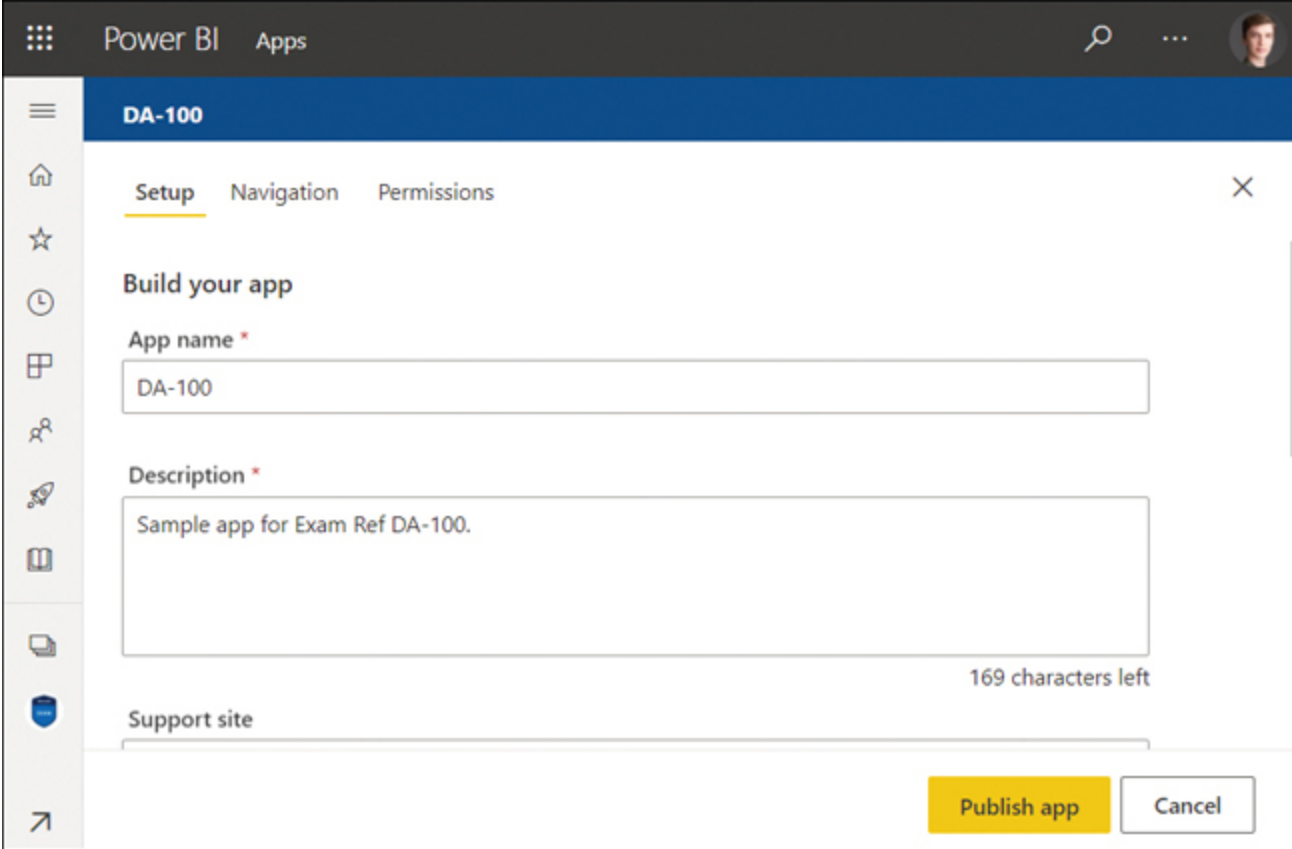 Power BI Apps
DA-100
Setup Navigation Permissions
Build your app
App name *
DA-100
Description *
Sample app for Exam Ref DA-100.
169 characters left
Support site
Publish app Cancel